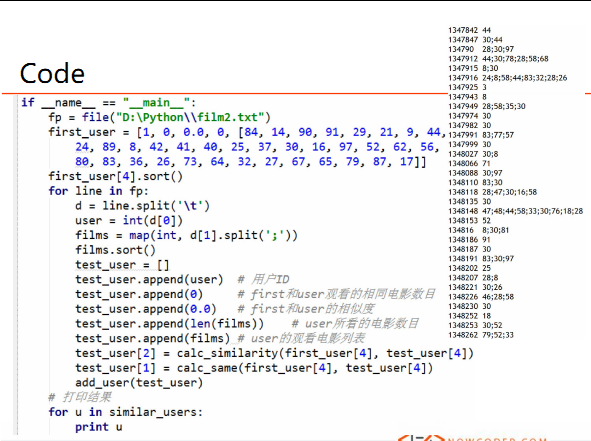 Code
if __name__ == "__main__":
    fp = file("D:\Python\\film2.txt")
    first_user = [1, 0, 0.0, 0, [84, 14, 90, 91, 29, 21, 9, 44,
        24, 89, 8, 42, 41, 40, 25, 37, 30, 16, 97, 52, 62, 56,
        80, 83, 36, 26, 73, 64, 32, 27, 67, 65, 79, 87, 17]]
    first_user[4].sort()
    for line in fp:
        d = line.split('\t')
        user = int(d[0])
        films = map(int, d[1].split(';'))
        films.sort()
        test_user = []
        test_user.append(user)  # 用户ID
        test_user.append(0)     # first和user观看的相同电影数目
        test_user.append(0.0)   # first和user的相似度
        test_user.append(len(films))    # user所看的电影数目
        test_user.append(films) # user的观看电影列表
        test_user[2] = calc_similarity(first_user[4], test_user[4])
        test_user[1] = calc_same(first_user[4], test_user[4])
        add_user(test_user)
    # 打印结果
    for u in similar_users:
        print u
1347842 44
1347847 30;44
134790 28;30;97
1347912 44;30;78;28;58;68
1347915 8;30
1347916 24;8;58;44;83;32;28;26
1347925 3
1347943 8
1347949 28;58;35;30
1347974 30
1347982 30
1347991 83;77;57
1347999 30
1348027 30;8
1348066 71
1348088 30;97
1348110 83;30
1348118 28;47;30;16;58
1348135 30
1348148 47;48;44;58;33;30;76;18;28
1348153 52
134816 8;30;81
1348186 91
1348187 30
1348191 83;30;97
1348202 25
1348207 28;8
1348221 30;26
1348226 46;28;58
1348230 30
1348252 18
1348253 30;52
1348262 79;52;33
NOWCODER.COM